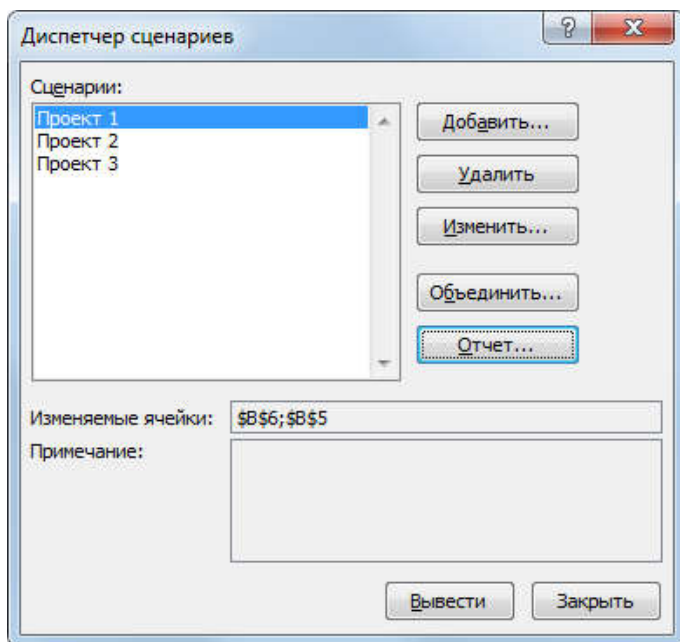 Диспетчер сценариев
?
X
Сценарии:
Проект 1
Проект 2
Проект 3
Добавить...
Удалить
Изменить...
Объединить...
Отчет...
Изменяемые ячейки:
$B$6;$B$5
Примечание:
Вывести
Закрыть